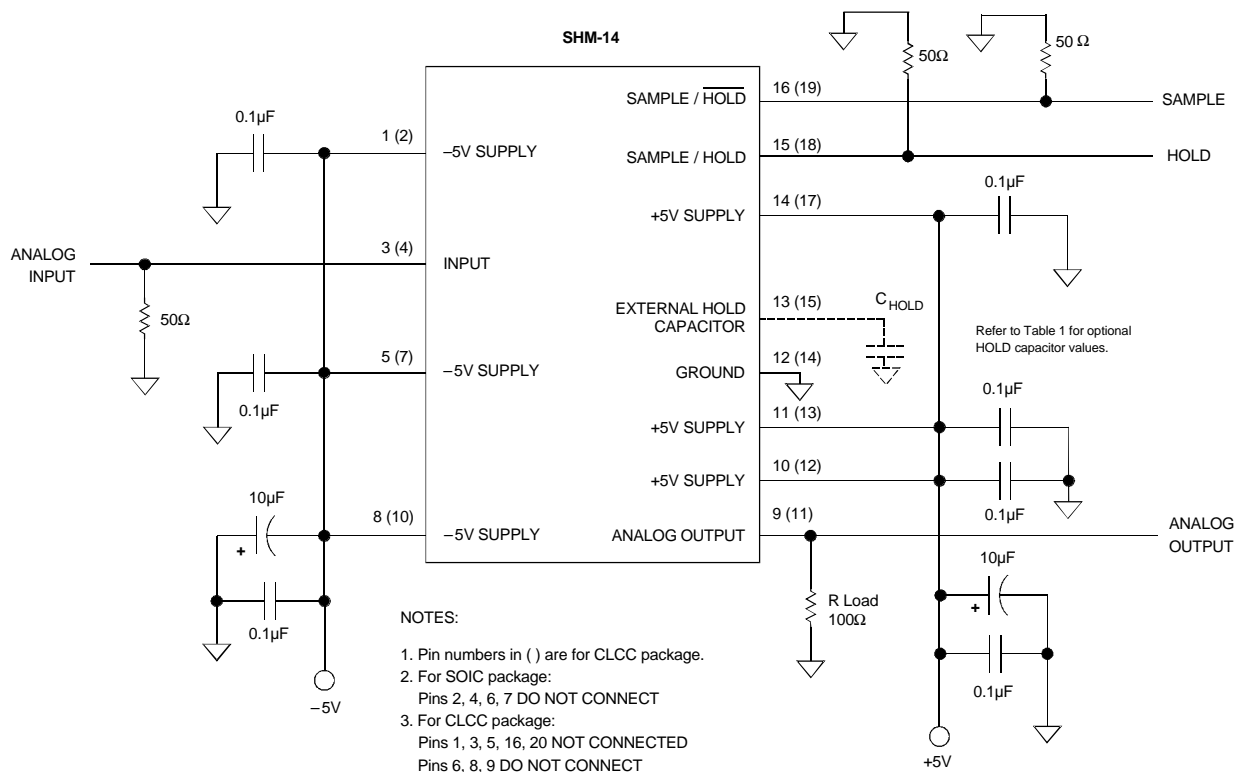 SHM-14
50Ω
50 Ω
16 (19)
SAMPLE / HOLD
SAMPLE
0.1µF
1 (2)
–5V SUPPLY
15 (18)
SAMPLE / HOLD
HOLD
0.1µF
14 (17)
+5V SUPPLY
ANALOG
INPUT
3 (4)
INPUT
50Ω
13 (15)
EXTERNAL HOLD
CAPACITOR
CHOLD
Refer to Table 1 for optional
HOLD capacitor values.
5 (7)
–5V SUPPLY
0.1µF
12 (14)
GROUND
11 (13)
+5V SUPPLY
0.1µF
10 (12)
+5V SUPPLY
0.1µF
10µF
+
8 (10)
–5V SUPPLY
0.1µF
–5V
9 (11)
ANALOG OUTPUT
ANALOG
OUTPUT
R Load
100Ω
10µF
+
0.1µF
+5V
NOTES:
1. Pin numbers in ( ) are for CLCC package.
2. For SOIC package:
Pins 2, 4, 6, 7 DO NOT CONNECT
3. For CLCC package:
Pins 1, 3, 5, 16, 20 NOT CONNECTED
Pins 6, 8, 9 DO NOT CONNECT